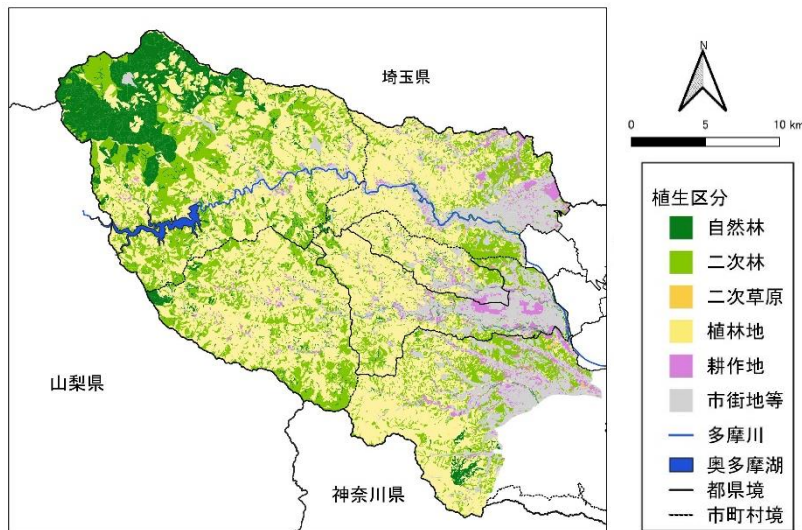 埼玉県
山梨県
神奈川県
N
0 5 10 km
植生区分
自然林
二次林
二次草原
植林地
耕作地
市街地等
多摩川
奥多摩湖
都県境
市町村境